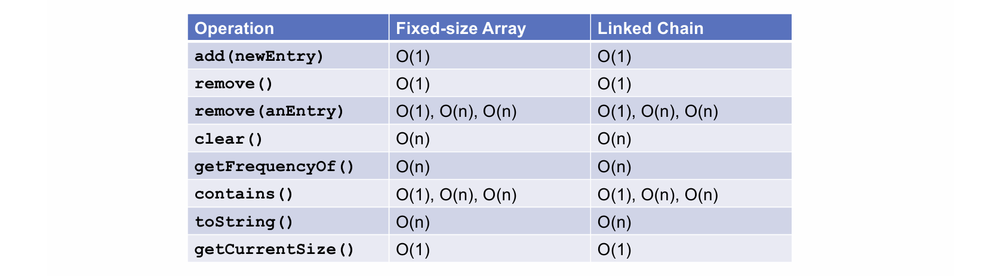 Operation Fixed-size Array Linked Chain
add(newEntry) O(1) O(1)
remove() O(1) O(1)
remove(anEntry) O(1), O(n), O(n) O(1), O(n), O(n)
clear() O(n) O(n)
getFrequencyOf() O(n) O(n)
contains() O(1), O(n), O(n) O(1), O(n), O(n)
toString() O(n) O(n)
getCurrentSize() O(1) O(1)